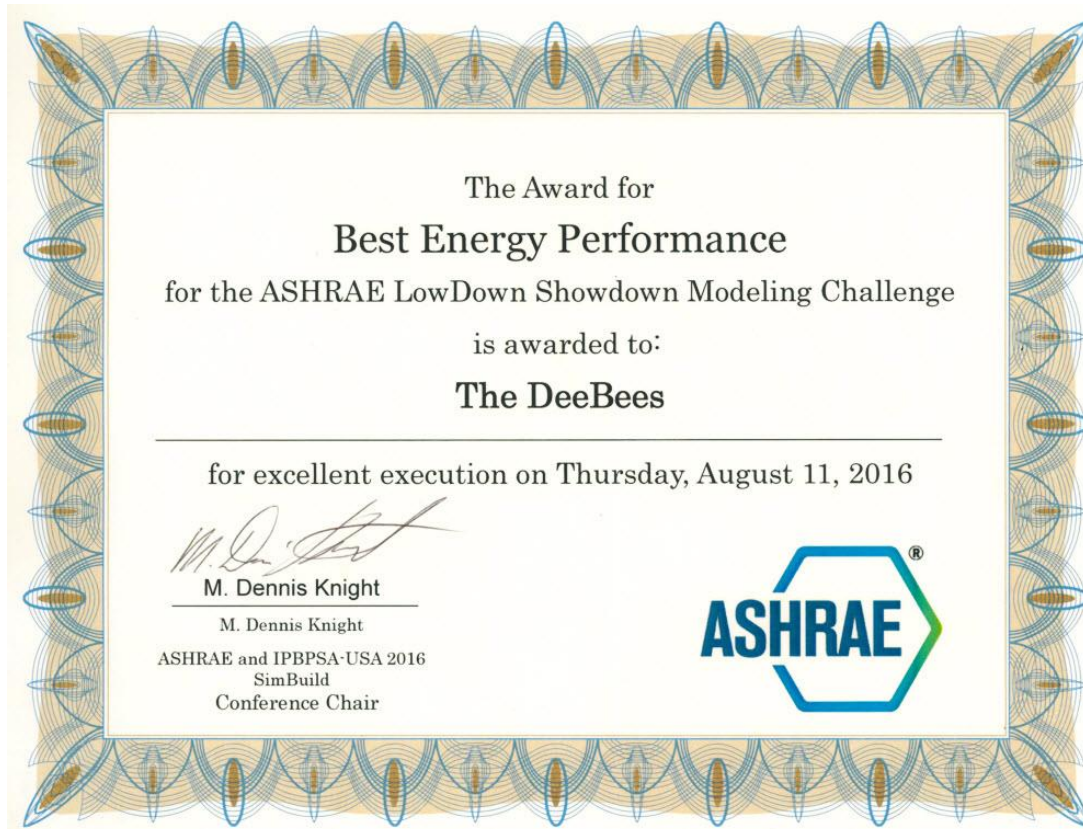 The Award for
Best Energy Performance
for the ASHRAE LowDown Showdown Modeling Challenge
is awarded to:
The DeeBees
for excellent execution on Thursday, August 11, 2016
M. Dennis Knight
M. Dennis Knight
ASHRAE and IPBPSA-USA 2016
SimBuild
Conference Chair
ASHRAE®